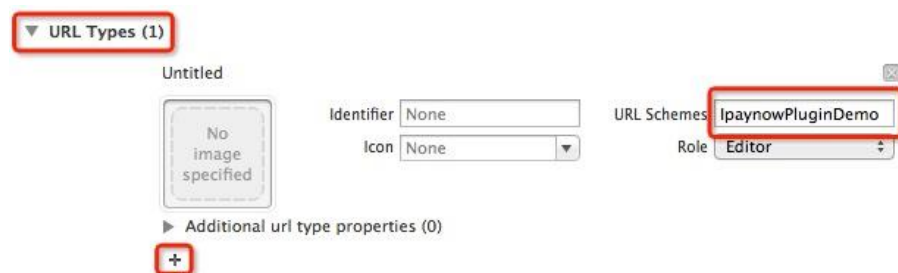 URL Types (1)
Untitled
Identifier None URL Schemes IpaynowPluginDemo
No image specified
Icon None Role Editor
Additional url type properties (0)
+